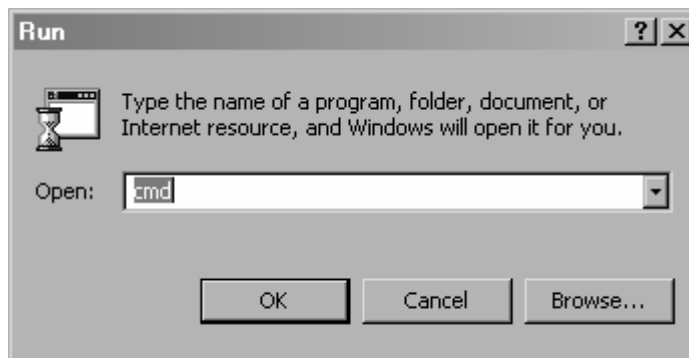 Run
Type the name of a program, folder, document, or
Internet resource, and Windows will open it for you.
Open: cmd
OK Cancel Browse...